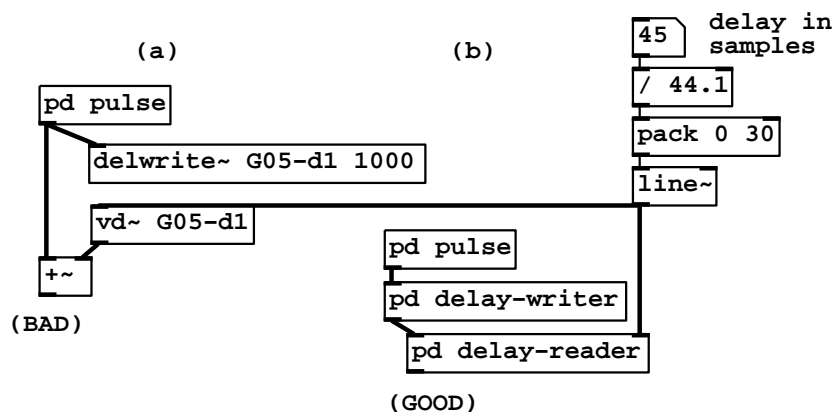 (a)
pd pulse
delwrite~ G05-d1 1000
vd~ G05-d1
+~
(BAD)
(b)
45
delay in
samples
/ 44.1
pack 0 30
line~
pd pulse
pd delay-writer
pd delay-reader
(GOOD)